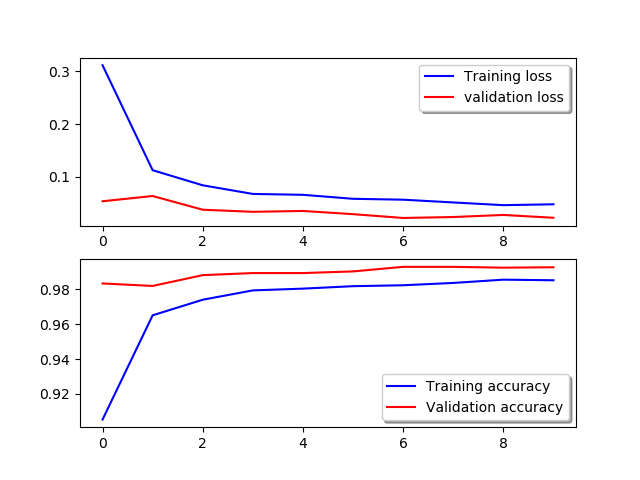 0.3
0.2
0.1
Training loss
validation loss
0 2 4 6 8
0.98
0.96
0.94
0.92
Training accuracy
Validation accuracy
0 2 4 6 8